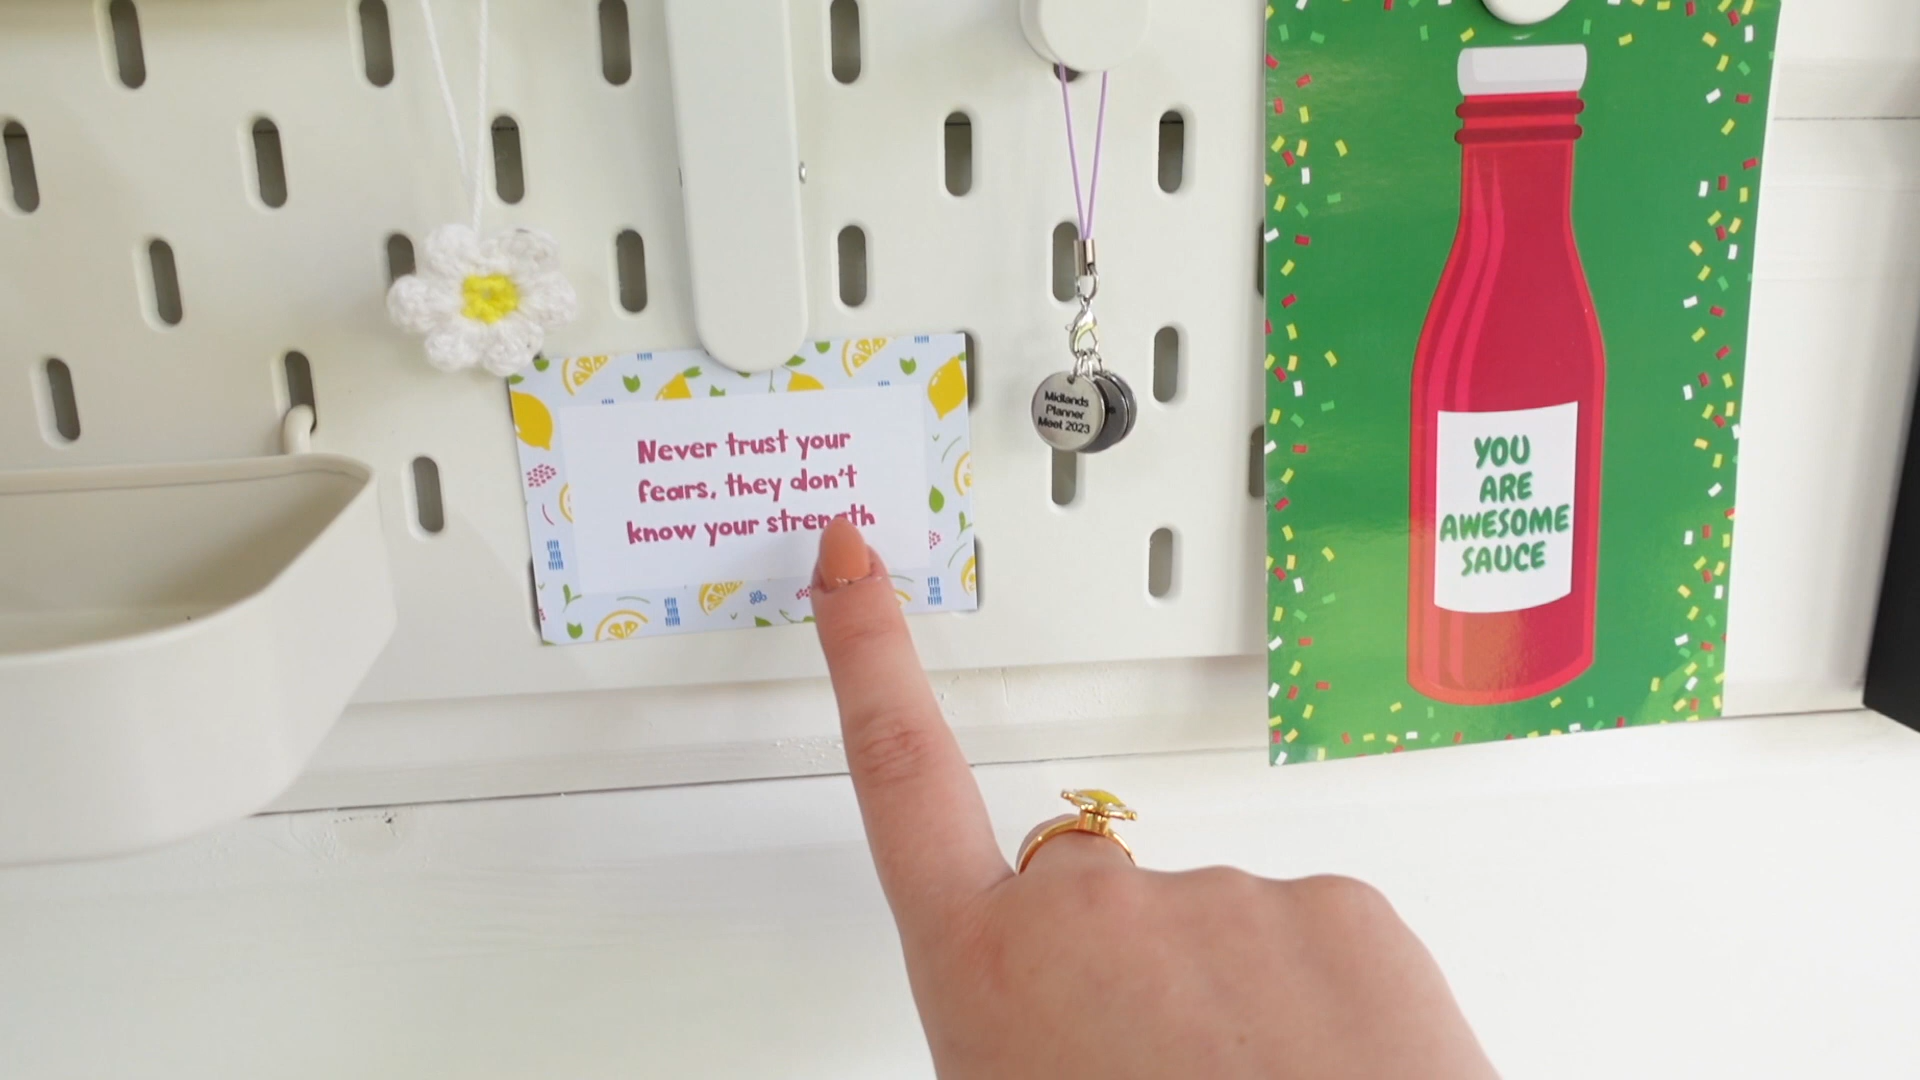 Never trust your
fears, they don't
know your strength
Midlands
Planner
Meet 2023
YOU
ARE
AWESOME
SAUCE